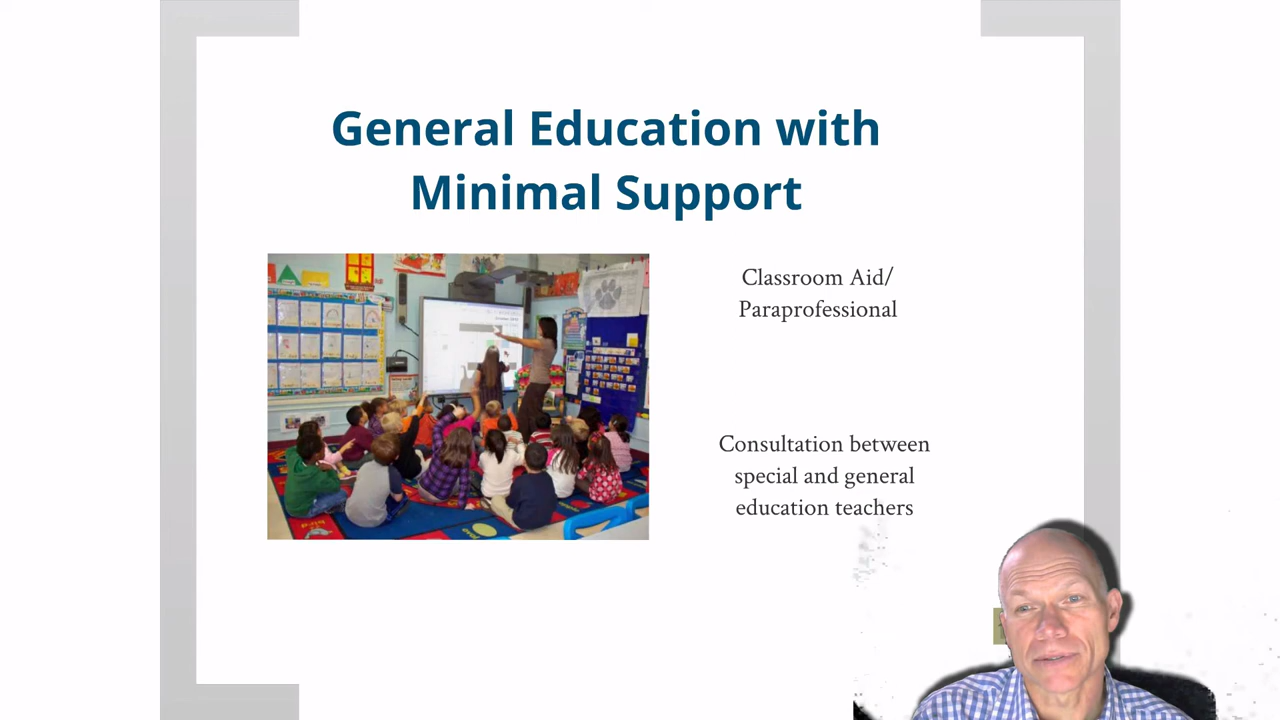 General Education with
Minimal Support
Classroom Aid/
Paraprofessional
Consultation between
special and general
education teachers